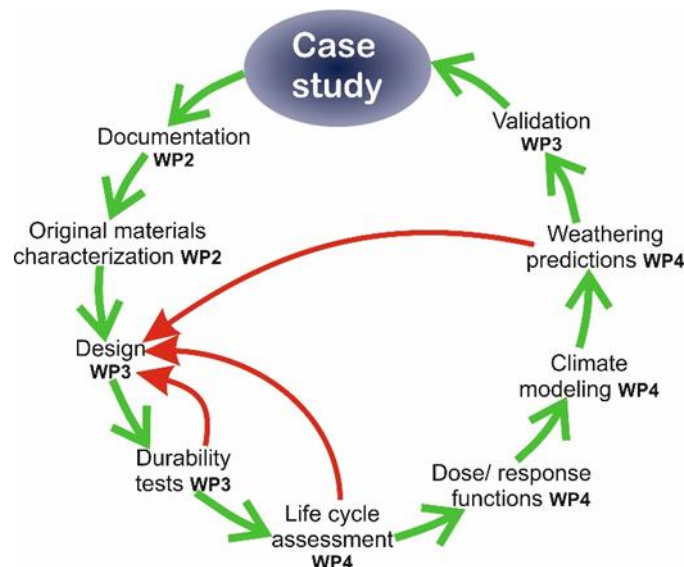 Case
study
Documentation
WP2
Original materials
characterization WP2
Design
WP3
Durability
tests WP3
Life cycle
assessment
WP4
Dose/ response
functions WP4
Climate
modeling WP4
Weathering
predictions WP4
Validation
WP3